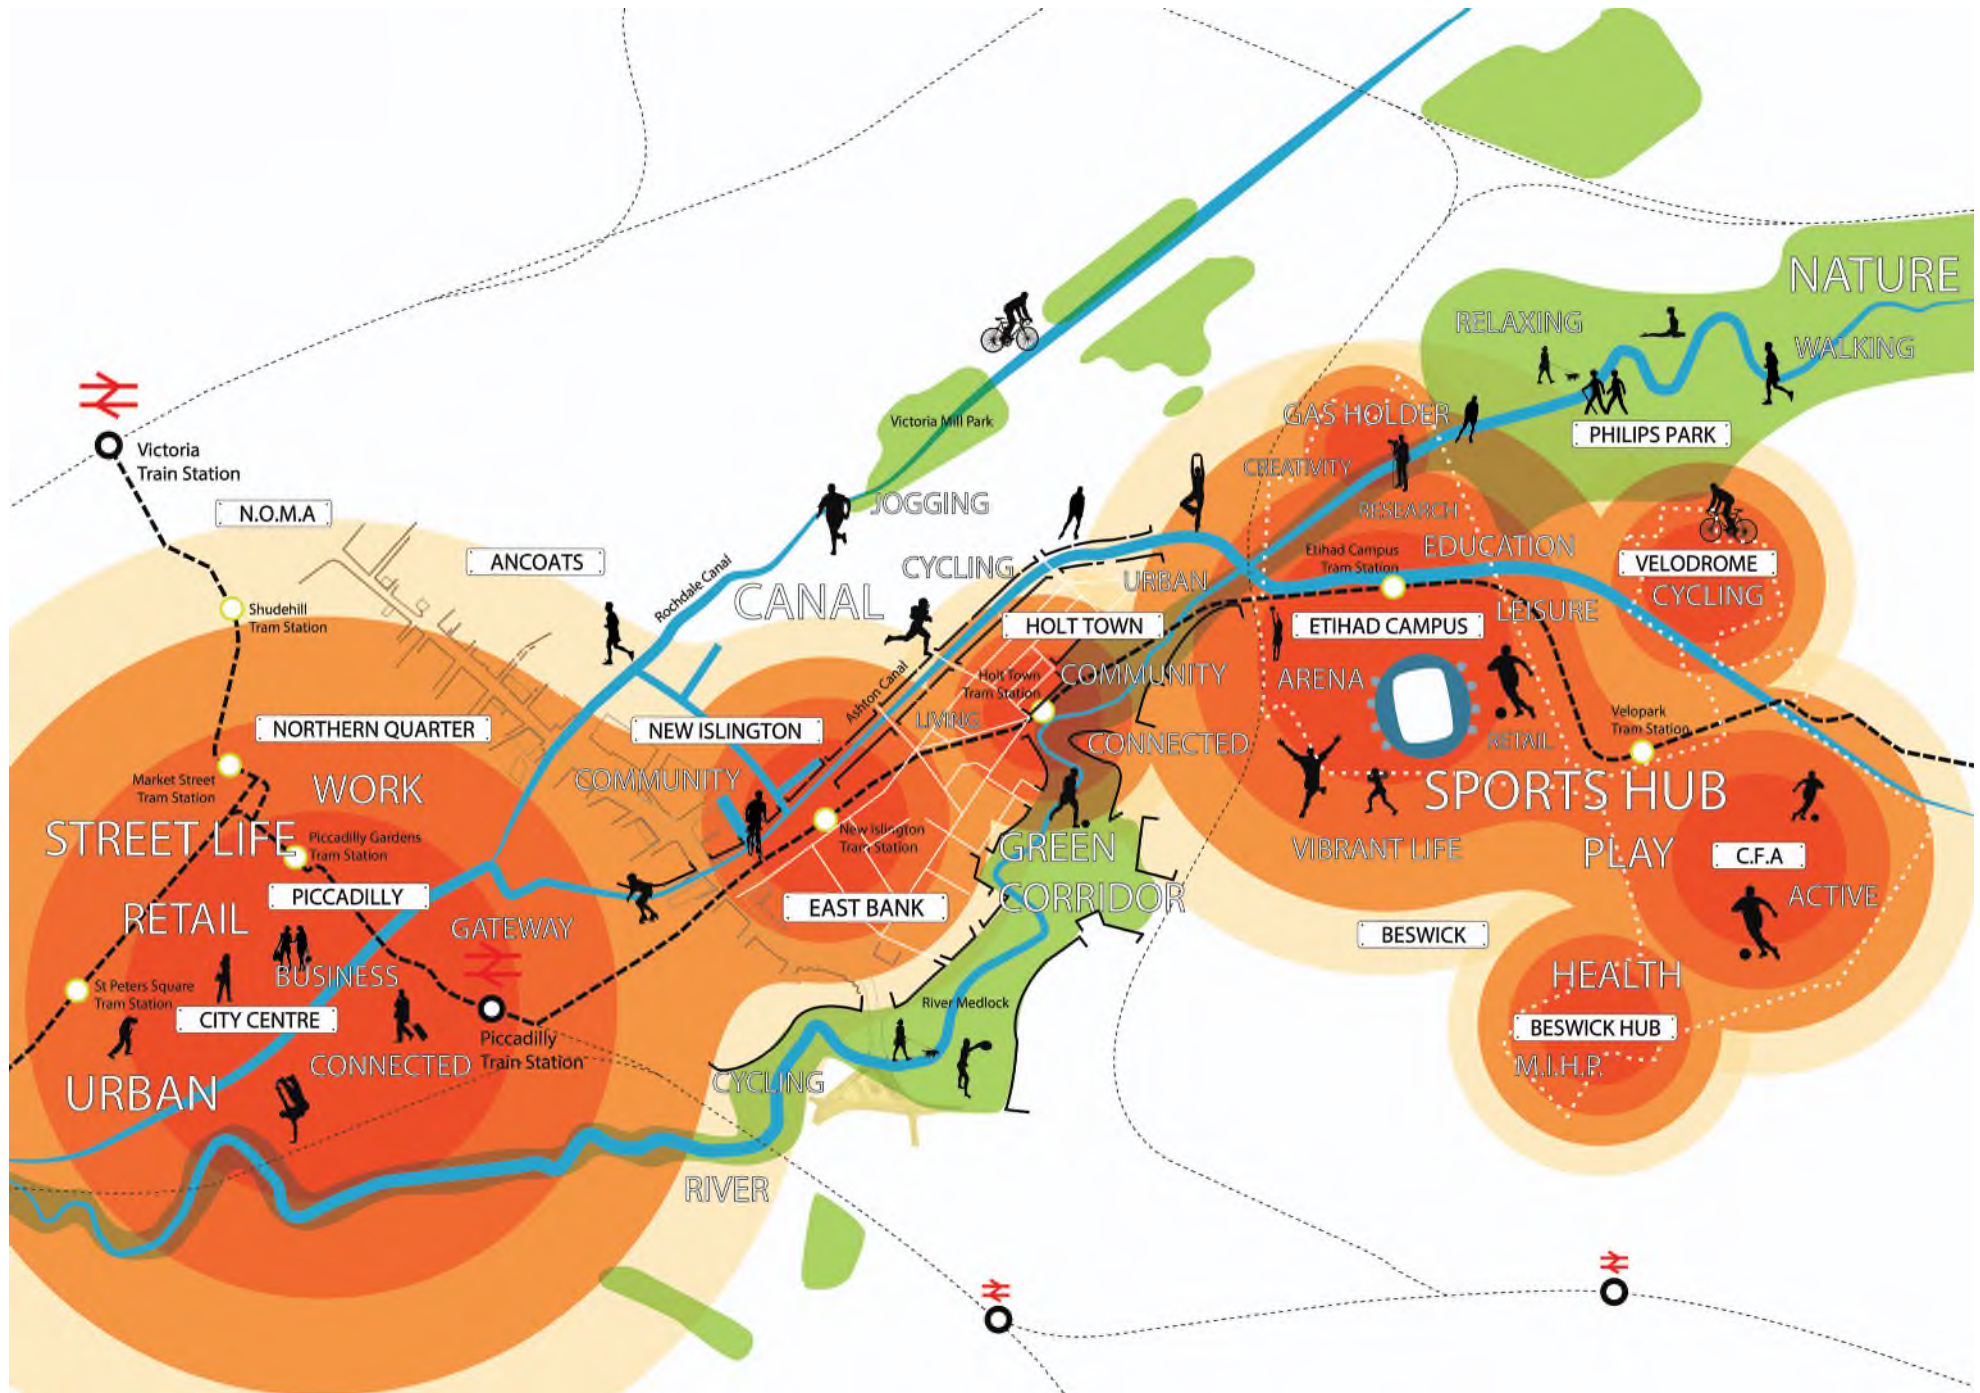 NATURE
RELAXING
WALKING
GAS HOLDER
Victoria Mill Park
PHILIPS PARK
Victoria
Train Station
CREATIVITY
N.O.M.A
JOGGING
RESEARCH
ANCOATS
CYCLING
Etihad Campus
Tram Station
EDUCATION
VELODROME
CYCLING
Rochdale Canal
CANAL
URBAN
Shudehill
Tram Station
HOLT TOWN
LEISURE
ETIHAD CAMPUS
Ashton Canal
Holt Town
Tram Station
COMMUNITY
ARENA
NORTHERN QUARTER
NEW ISLINGTON
LIVING
CONNECTED
RETAIL
Velopark
Tram Station
Market Street
Tram Station
WORK
COMMUNITY
SPORTS HUB
STREET LIFE
Piccadilly Gardens
Tram Station
New Islington
Tram Station
GREEN
CORRIDOR
VIBRANT LIFE
PLAY
C.F.A
PICCADILLY
EAST BANK
ACTIVE
RETAIL
GATEWAY
BESWICK
BUSINESS
HEALTH
St Peters Square
Tram Station
River Medlock
CITY CENTRE
BESWICK HUB
Piccadilly
Train Station
CONNECTED
M.I.H.P.
URBAN
CYCLING
RIVER